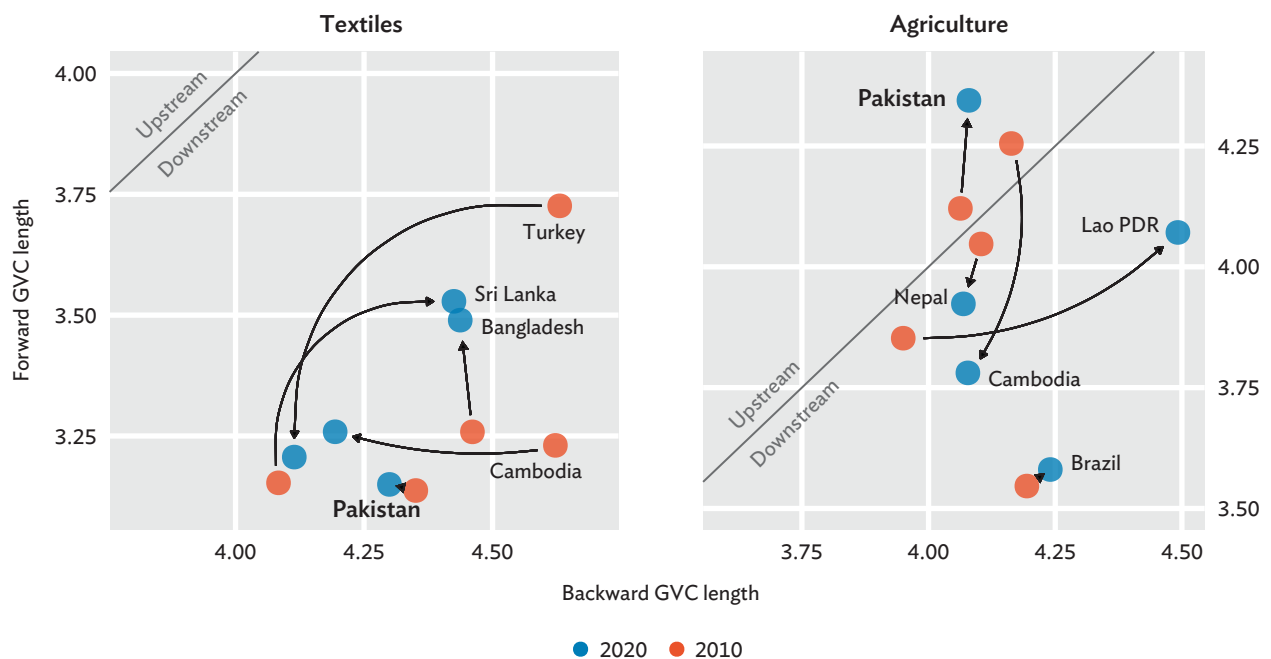 Textiles
Forward GVC length
4.00
3.75
3.50
3.25
Upstream
Downstream
Turkey
Sri Lanka
Bangladesh
Cambodia
Pakistan
4.00 4.25 4.50
Agriculture
Pakistan
Lao PDR
Nepal
Cambodia
Upstream
Downstream
Brazil
4.25
4.00
3.75
3.50
3.75 4.00 4.25 4.50
Backward GVC length
2020 2010